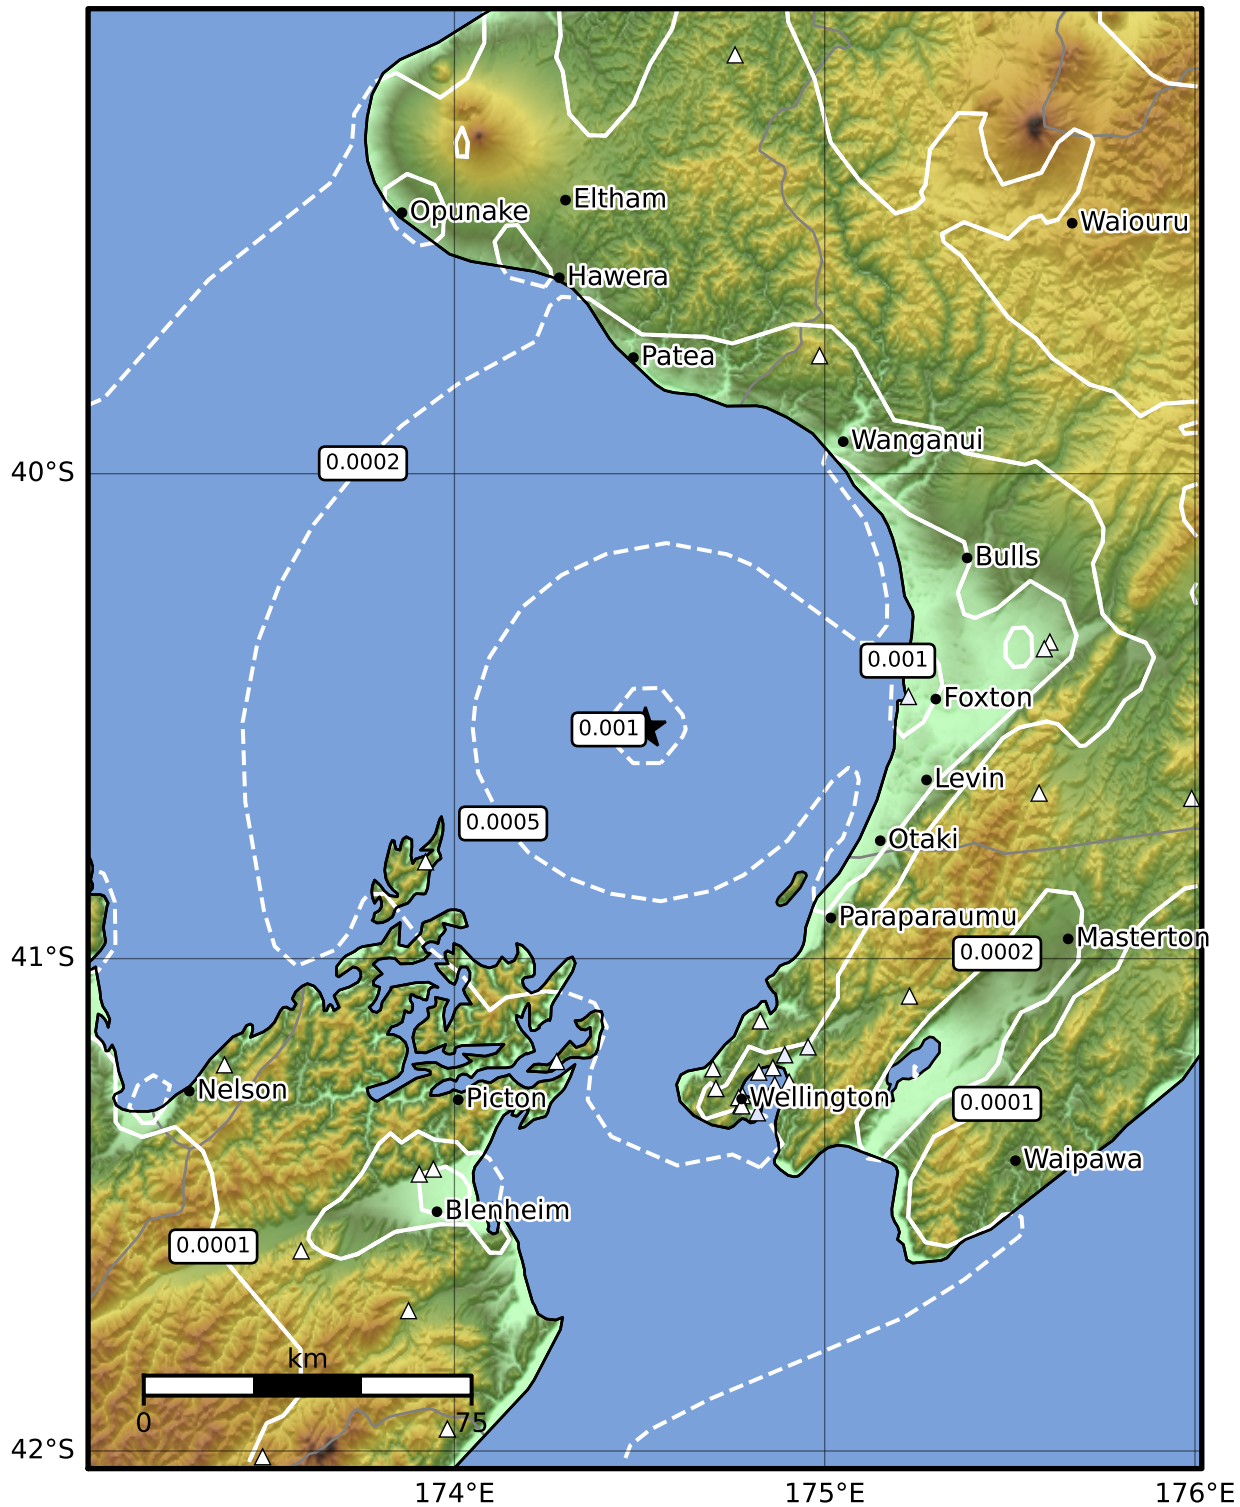 Opunake
Eltham
Waiouru
Hawera
Patea
Wanganui
0.0002
40°S
Bulls
0.001
Foxton
0.001
Levin
0.0005
Otaki
Paraparaumu
Masterton
0.0002
41°S
Nelson
Picton
Wellington
0.0001
Waipawa
Blenheim
0.0001
km
0
75
42°S
174°E
175°E
176°E